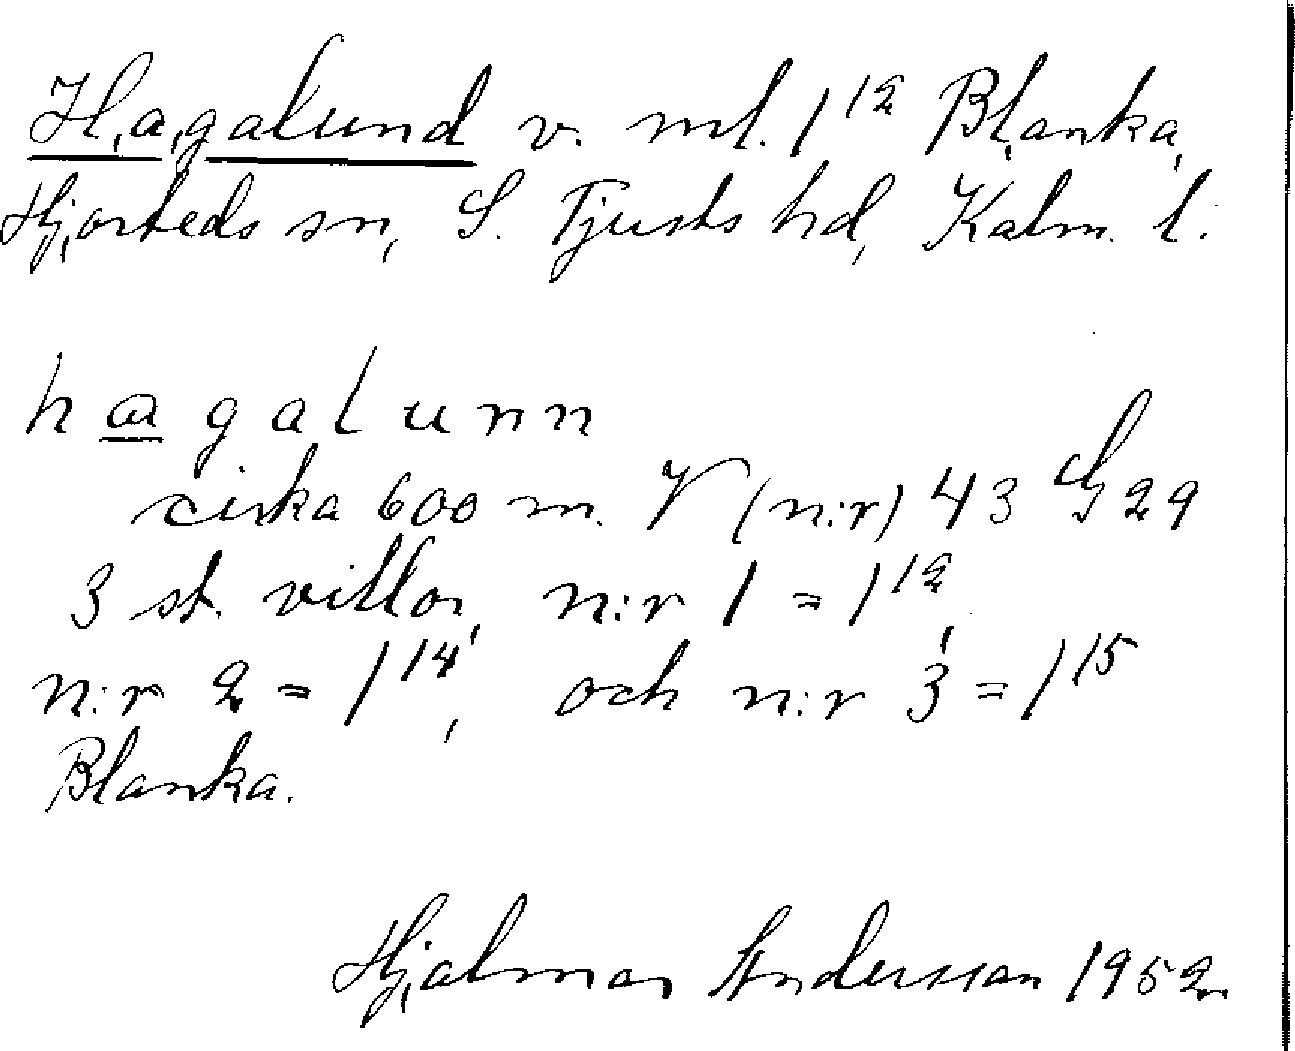 Hagalund v. ml. 1¹² Blanka,
Hjorteds sn, S. Tjusts hd, Kalm. l.
hagalunn
cirka 600 m. V (n:r) 43 G 29
3 st. villor, n:r 1 = 1¹²,
n:r 2 = 1¹⁴, och n:r 3 = 1¹⁵
Blanka.
Hjalmar Andersson 1952